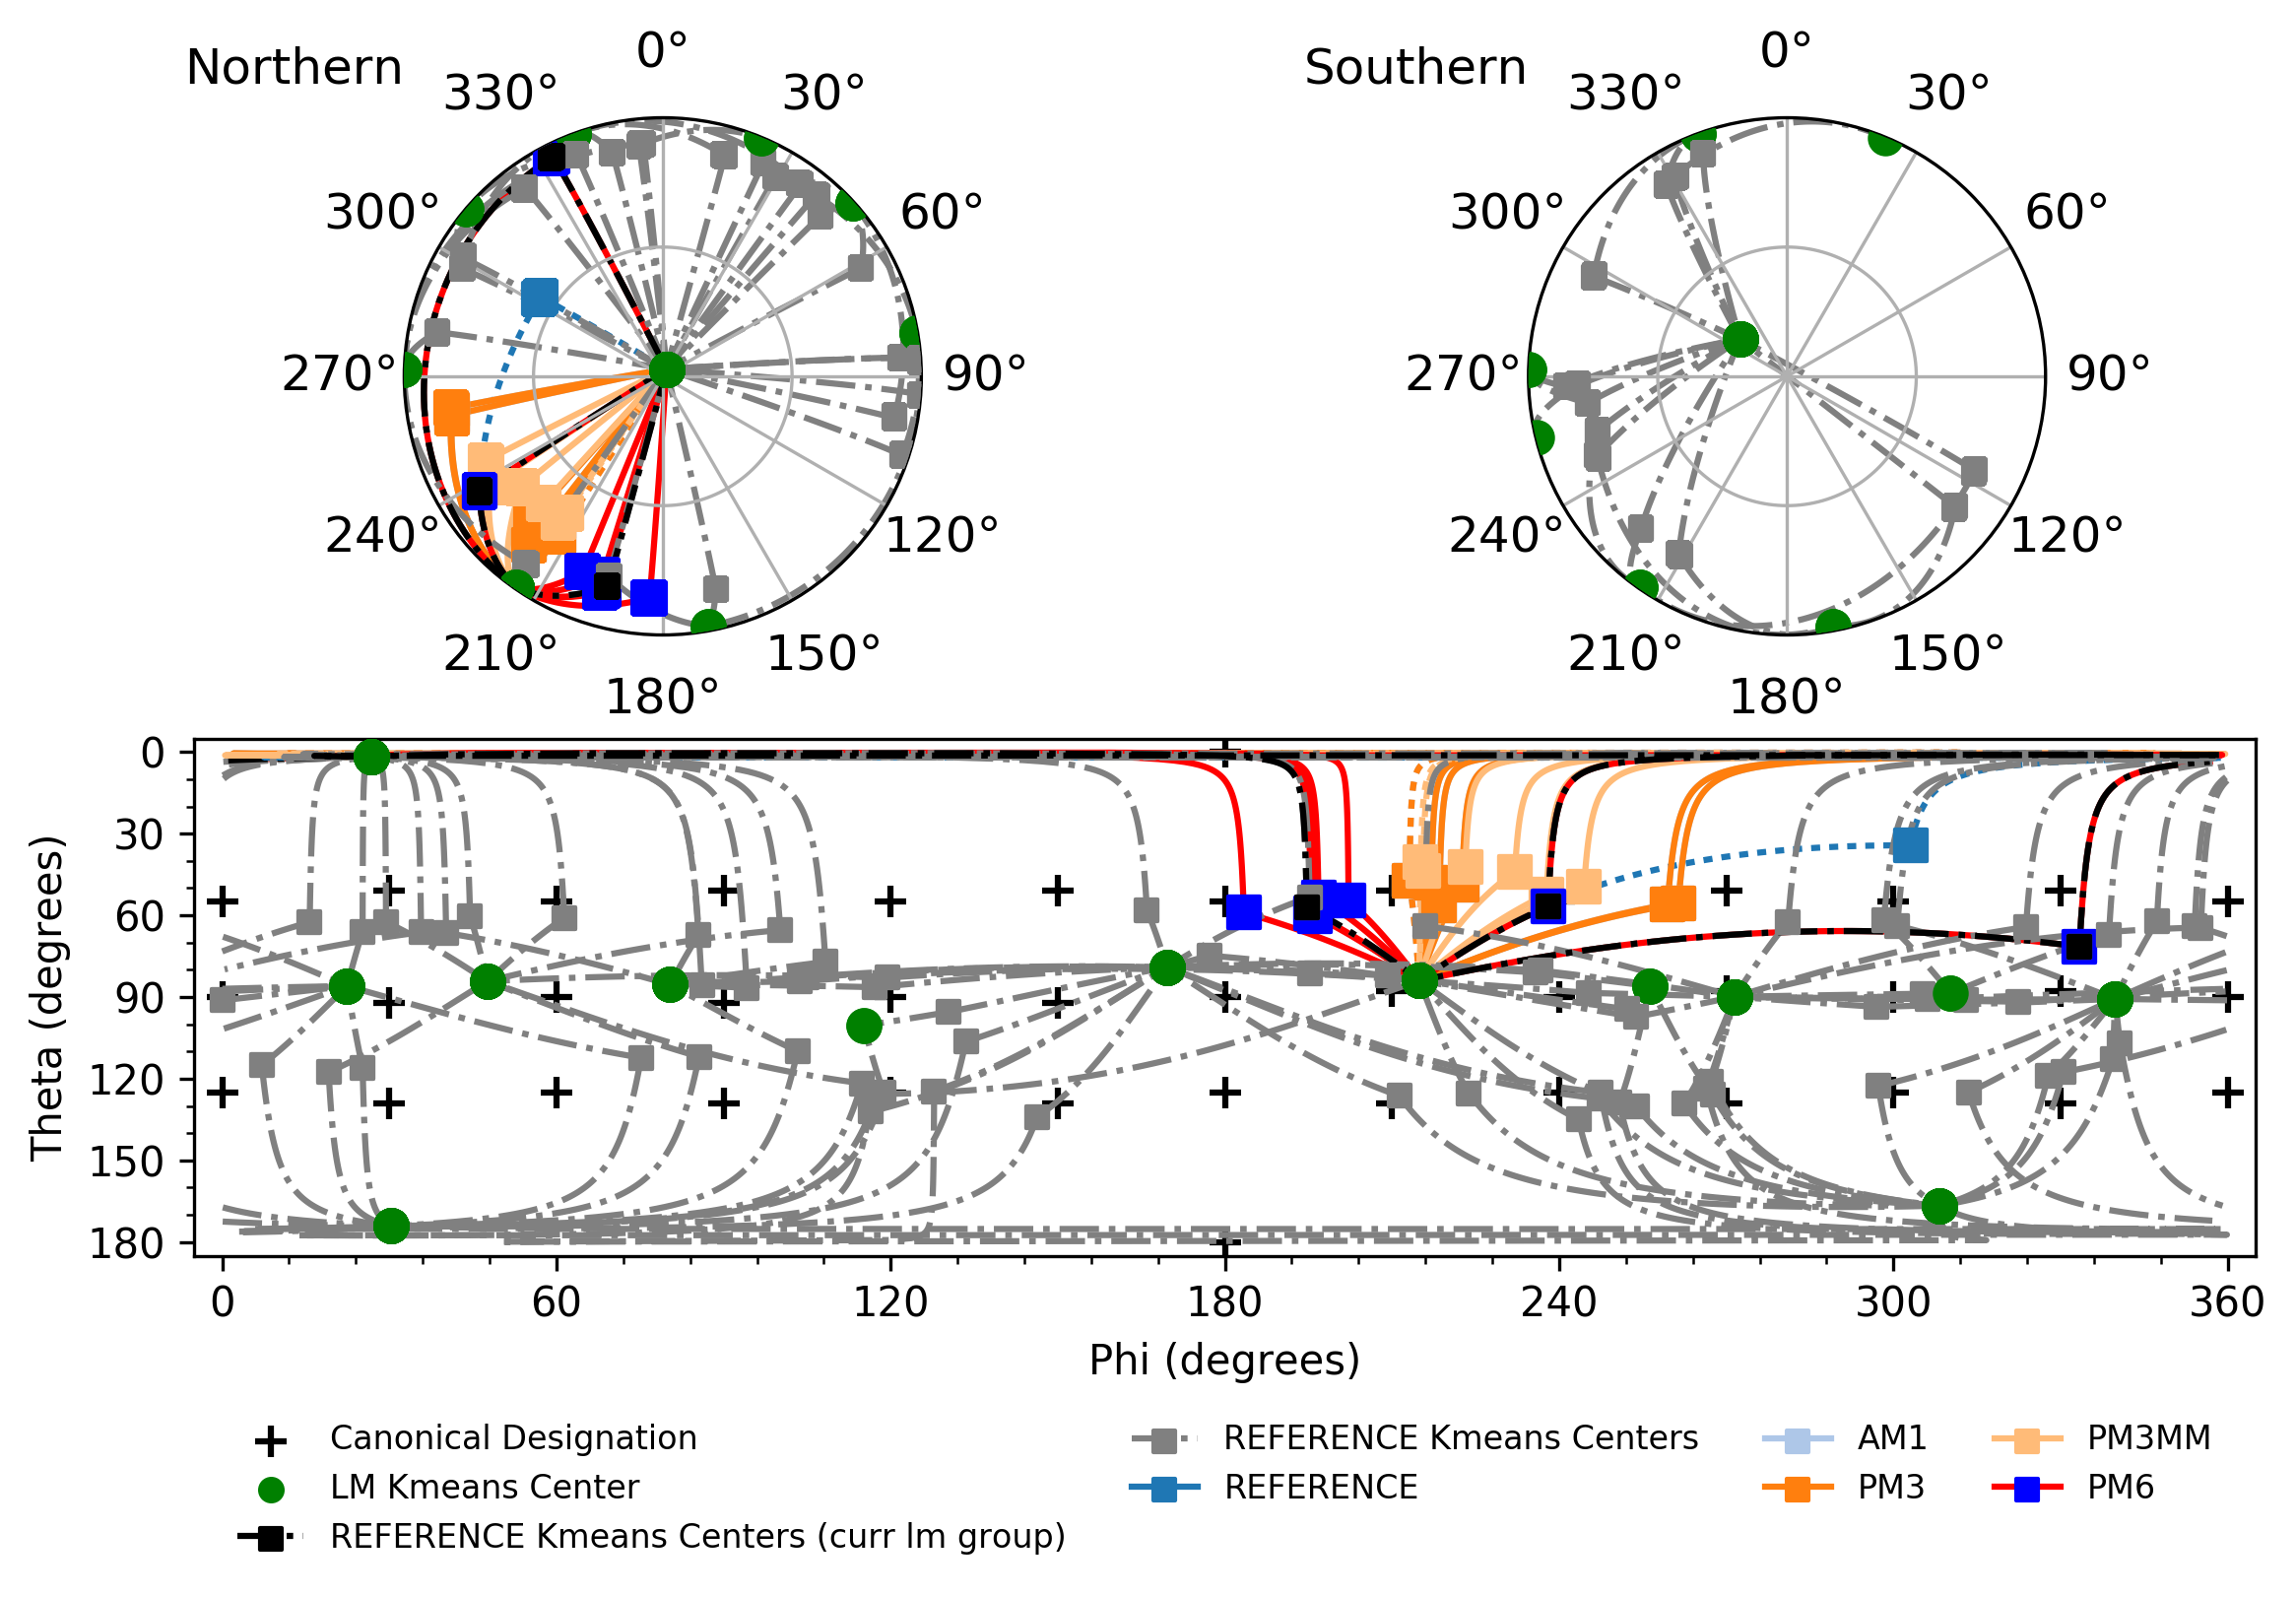 Northern
0°
30°
60°
90°
120°
150°
180°
210°
240°
270°
300°
330°
Southern
0°
30°
60°
90°
120°
150°
180°
210°
240°
270°
300°
330°
Theta (degrees)
0
30
60
90
120
150
180
0 60 120 180 240 300 360
Phi (degrees)
Canonical Designation
LM Kmeans Center
REFERENCE Kmeans Centers (curr lm group)
REFERENCE Kmeans Centers
REFERENCE
AM1
PM3
PM3MM
PM6